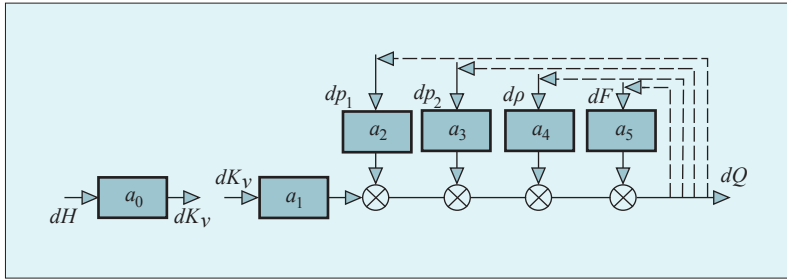 dp₁ dp₂ dρ dF
a₂ a₃ a₄ a₅
dKᵥ dQ
a₀ a₁
dH dKᵥ